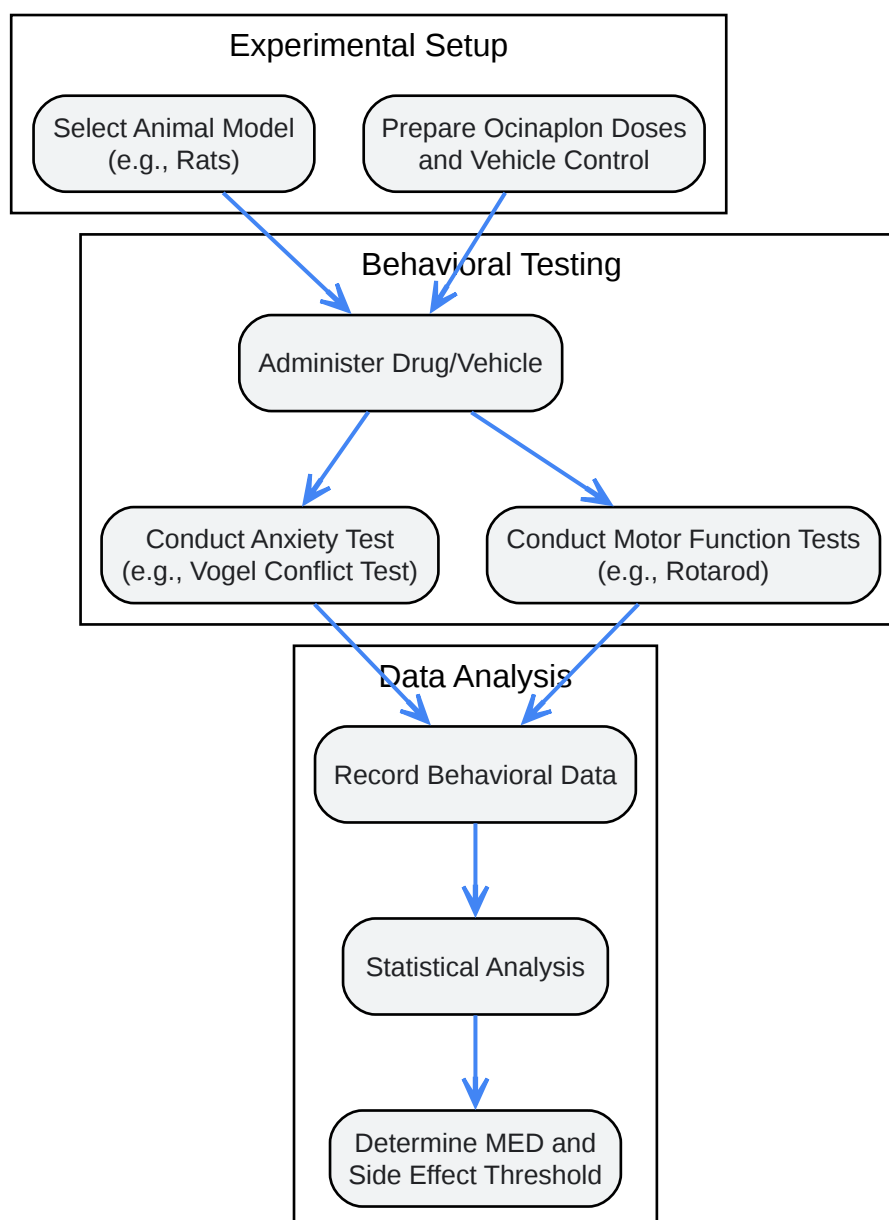 Experimental Setup
Select Animal Model
(e.g., Rats)
Prepare Ocinaplon Doses
and Vehicle Control
Behavioral Testing
Administer Drug/Vehicle
Conduct Anxiety Test
(e.g., Vogel Conflict Test)
Conduct Motor Function Tests
(e.g., Rotarod)
Data Analysis
Record Behavioral Data
Statistical Analysis
Determine MED and
Side Effect Threshold